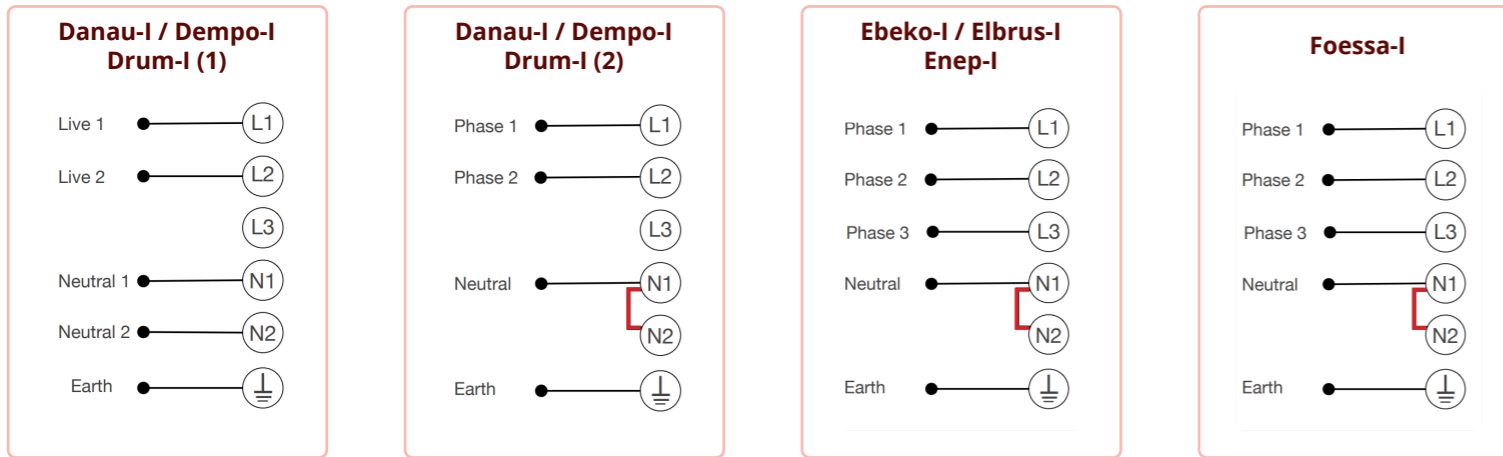 Danau-I / Dempo-I
Drum-I (1)
Live 1 L1
Live 2 L2
L3
Neutral 1 N1
Neutral 2 N2
Earth
Danau-I / Dempo-I
Drum-I (2)
Phase 1 L1
Phase 2 L2
L3
Neutral N1
N2
Earth
Ebeko-I / Elbrus-I
Enep-I
Phase 1 L1
Phase 2 L2
Phase 3 L3
Neutral N1
N2
Earth
Foessa-I
Phase 1 L1
Phase 2 L2
Phase 3 L3
Neutral N1
N2
Earth